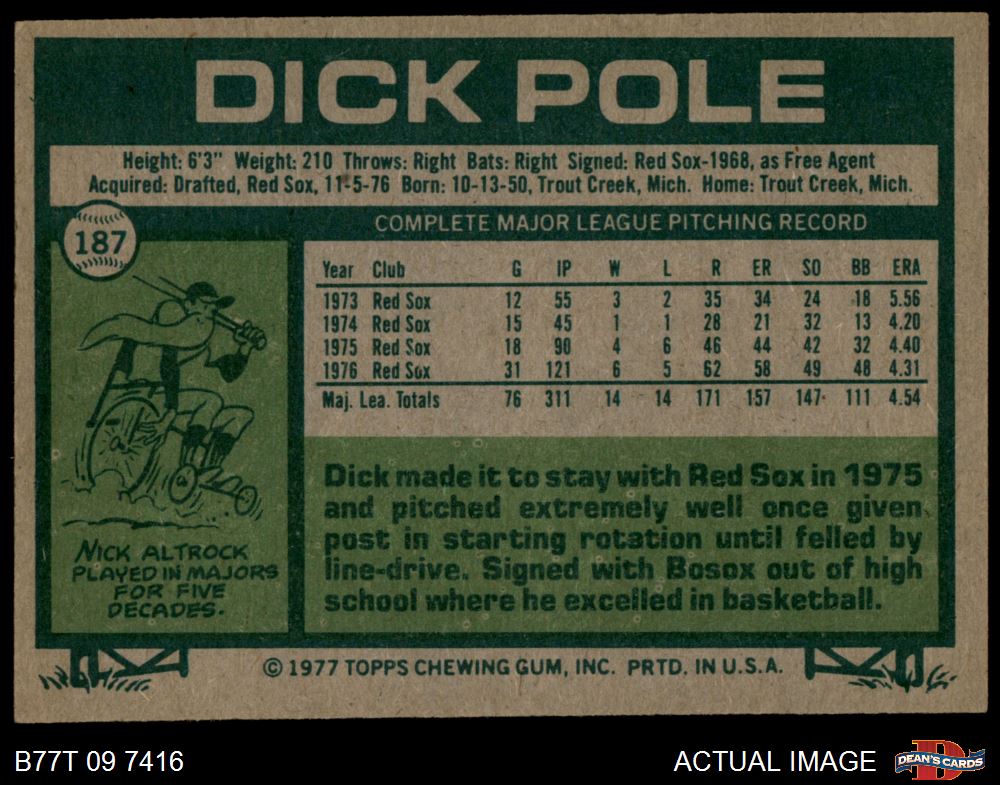 DICK POLE
Height: 6'3" Weight: 210 Throws: Right Bats: Right Signed: Red Sox-1968, as Free Agent
Acquired: Drafted, Red Sox, 11-5-76 Born: 10-13-50, Trout Creek, Mich. Home: Trout Creek, Mich.
187
COMPLETE MAJOR LEAGUE PITCHING RECORD
Year Club G IP W L R ER SO BB ERA
1973 Red Sox 12 55 3 2 35 34 24 18 5.56
1974 Red Sox 15 45 1 1 28 21 32 13 4.20
1975 Red Sox 18 90 4 6 46 44 42 32 4.40
1976 Red Sox 31 121 6 5 62 58 49 48 4.31
Maj. Lea. Totals 76 311 14 14 171 157 147 111 4.54
NICK ALTROCK
PLAYED IN MAJORS
FOR FIVE
DECADES.
Dick made it to stay with Red Sox in 1975
and pitched extremely well once given
post in starting rotation until felled by
line-drive. Signed with Bosox out of high
school where he excelled in basketball.
© 1977 TOPPS CHEWING GUM, INC. PRTD. IN U.S.A.
B77T 09 7416
ACTUAL IMAGE
D
DEAN'S CARDS